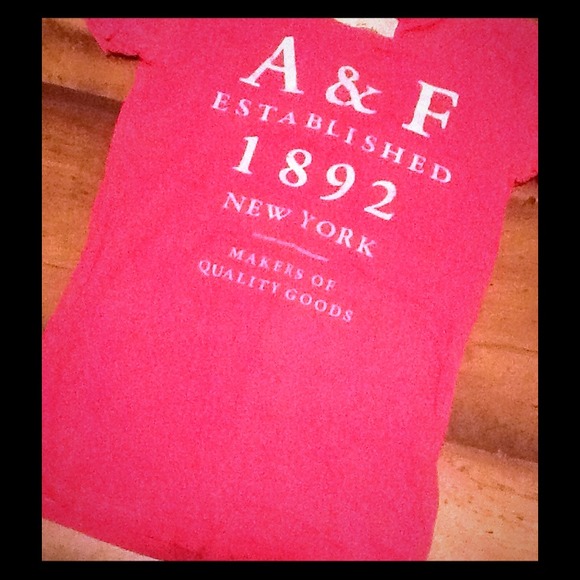 A & F
ESTABLISHED
1892
NEW YORK
MAKERS OF
QUALITY GOODS